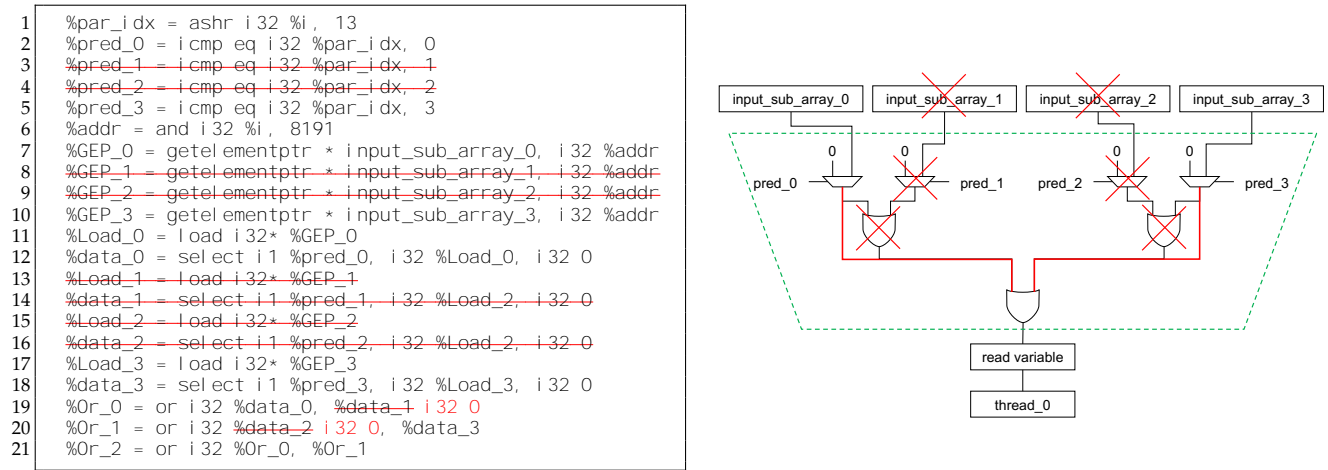 1 %par_idx = ashr i32 %i, 13
2 %pred_0 = icmp eq i32 %par_idx, 0
3 %pred_1 = icmp eq i32 %par_idx, 1
4 %pred_2 = icmp eq i32 %par_idx, 2
5 %pred_3 = icmp eq i32 %par_idx, 3
6 %addr = and i32 %i, 8191
7 %GEP_0 = getelementptr * input_sub_array_0, i32 %addr
8 %GEP_1 = getelementptr * input_sub_array_1, i32 %addr
9 %GEP_2 = getelementptr * input_sub_array_2, i32 %addr
10 %GEP_3 = getelementptr * input_sub_array_3, i32 %addr
11 %Load_0 = load i32* %GEP_0
12 %data_0 = select i1 %pred_0, i32 %Load_0, i32 0
13 %Load_1 = load i32* %GEP_1
14 %data_1 = select i1 %pred_1, i32 %Load_2, i32 0
15 %Load_2 = load i32* %GEP_2
16 %data_2 = select i1 %pred_2, i32 %Load_2, i32 0
17 %Load_3 = load i32* %GEP_3
18 %data_3 = select i1 %pred_3, i32 %Load_3, i32 0
19 %Or_0 = or i32 %data_0, %data_1 i32 0
20 %Or_1 = or i32 %data_2 i32 0, %data_3
21 %Or_2 = or i32 %Or_0, %Or_1
input_sub_array_0 input_sub_array_1 input_sub_array_2 input_sub_array_3
0 0 0 0
pred_0 pred_1 pred_2 pred_3
read variable
thread_0